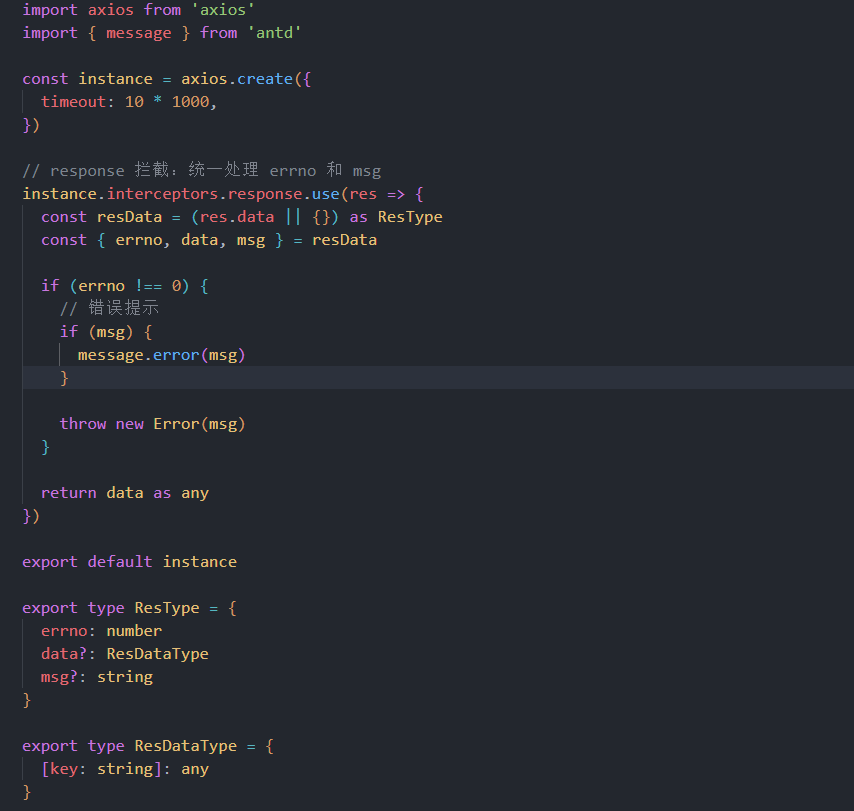 import axios from 'axios'
import { message } from 'antd'
const instance = axios.create({
  timeout: 10 * 1000,
})
// response 拦截：统一处理 errno 和 msg
instance.interceptors.response.use(res => {
  const resData = (res.data || {}) as ResType
  const { errno, data, msg } = resData
  if (errno !== 0) {
    // 错误提示
    if (msg) {
      message.error(msg)
    }
    throw new Error(msg)
  }
  return data as any
})
export default instance
export type ResType = {
  errno: number
  data?: ResDataType
  msg?: string
}
export type ResDataType = {
  [key: string]: any
}